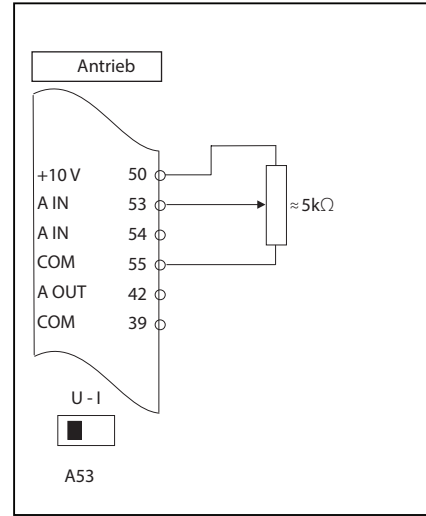 Antrieb
+10 V 50
A IN 53
≈ 5kΩ
A IN 54
COM 55
A OUT 42
COM 39
U - I
A53